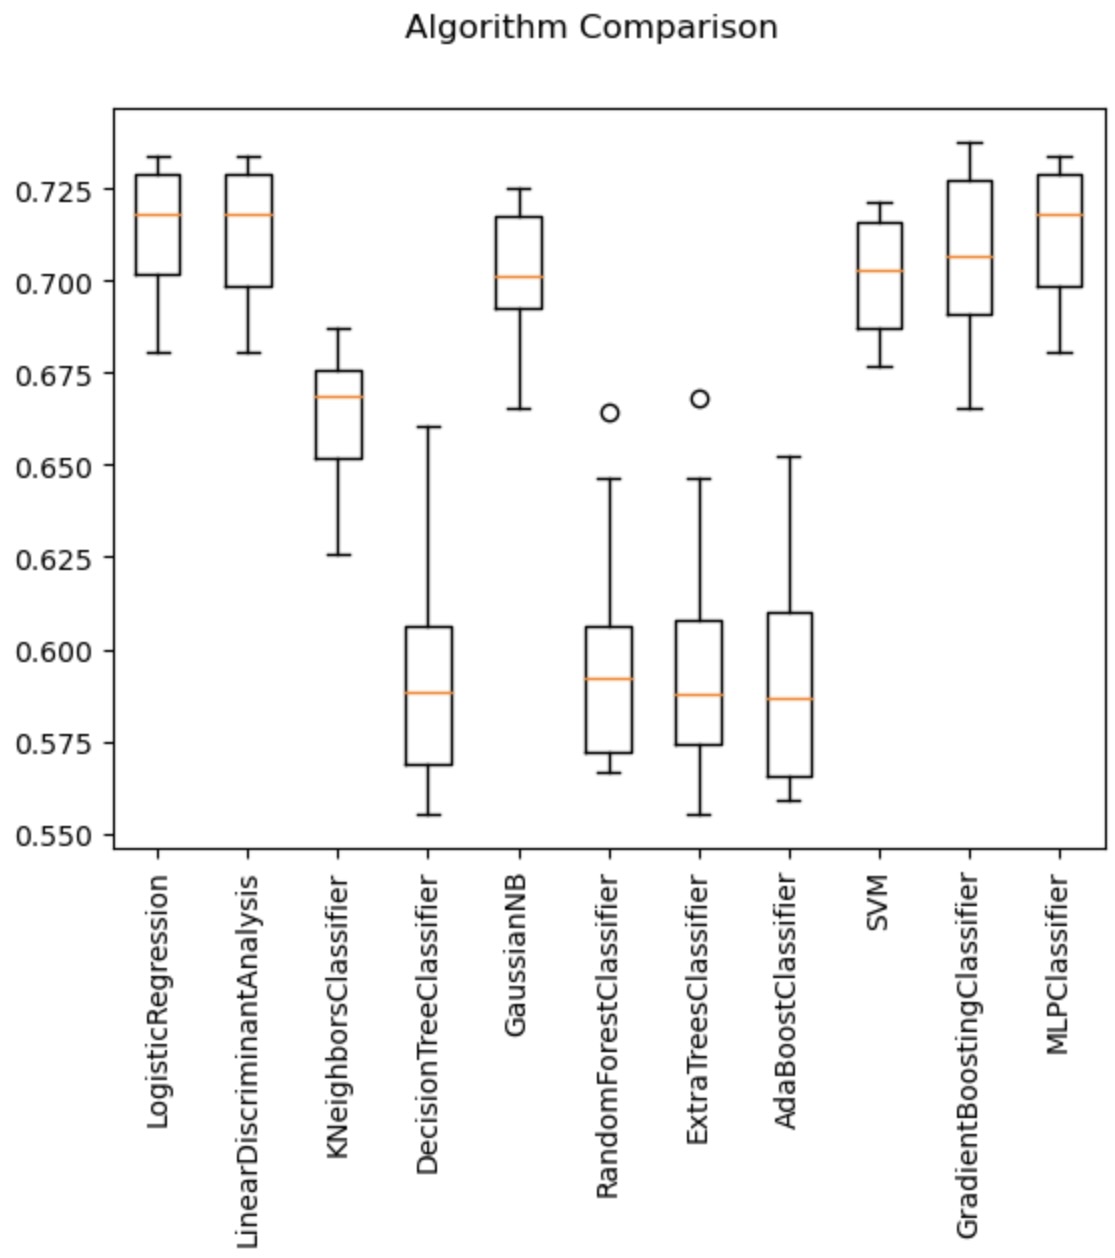 Algorithm Comparison
0.725
0.700
0.675
0.650
0.625
0.600
0.575
0.550
LogisticRegression
LinearDiscriminantAnalysis
KNeighborsClassifier
DecisionTreeClassifier
GaussianNB
RandomForestClassifier
ExtraTreesClassifier
AdaBoostClassifier
SVM
GradientBoostingClassifier
MLPClassifier